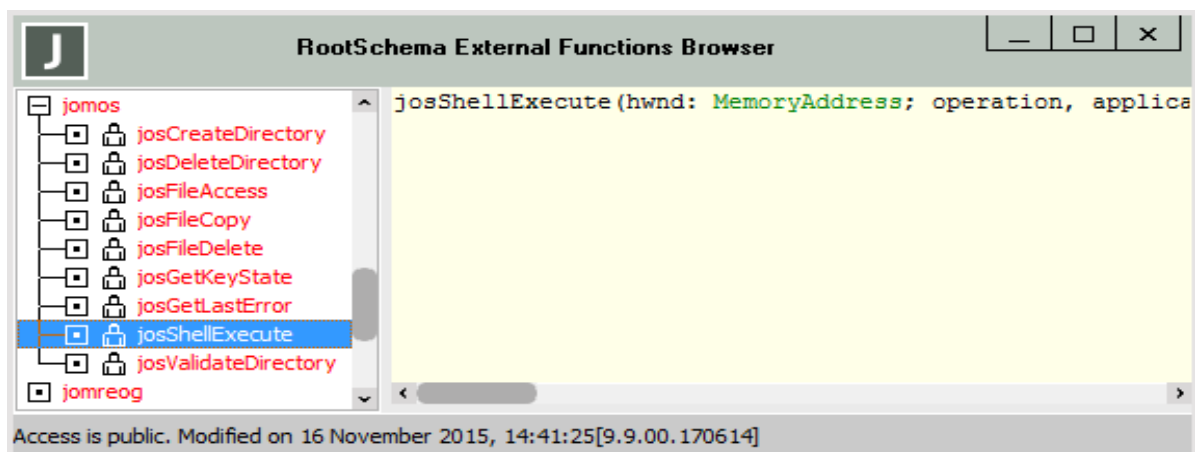 J
RootSchema External Functions Browser
jomos
josCreateDirectory
josDeleteDirectory
josFileAccess
josFileCopy
josFileDelete
josGetKeyState
josGetLastError
josShellExecute
josValidateDirectory
jomreog
josShellExecute(hwnd: MemoryAddress; operation, applica
Access is public. Modified on 16 November 2015, 14:41:25[9.9.00.170614]